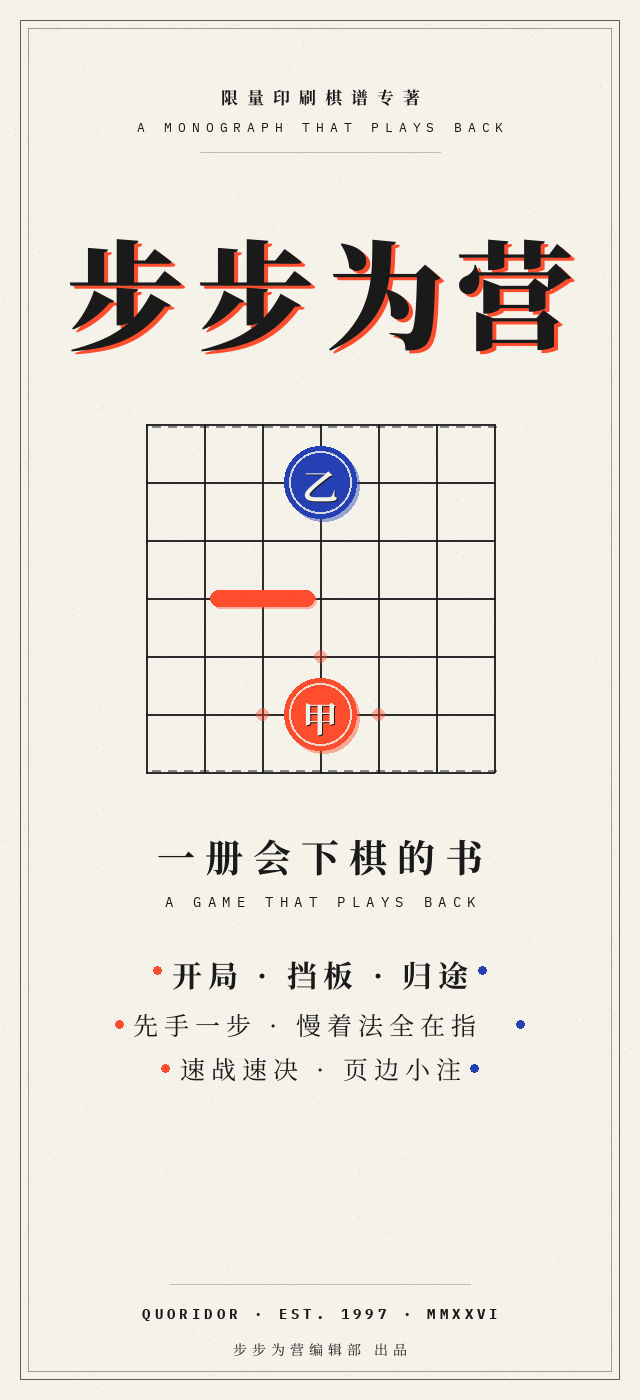 限量印刷棋谱专著
A MONOGRAPH THAT PLAYS BACK
步步为营
乙
甲
一册会下棋的书
A GAME THAT PLAYS BACK
开局 · 挡板 · 归途
先手一步 · 慢着法全在指
速战速决 · 页边小注
QUORIDOR · EST. 1997 · MMXXVI
步步为营编辑部 出品